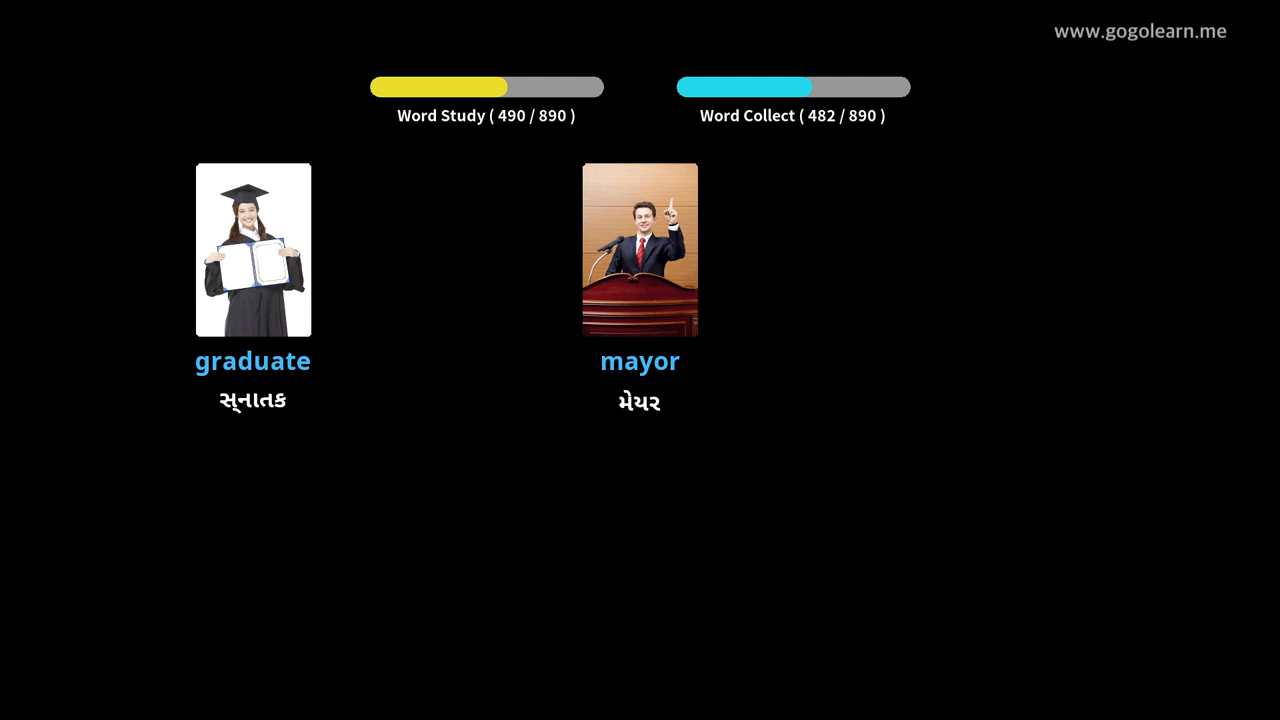 www.gogolearn.me
Word Study ( 490 / 890 )
Word Collect ( 482 / 890 )
graduate
સ્નાતક
mayor
મેયર